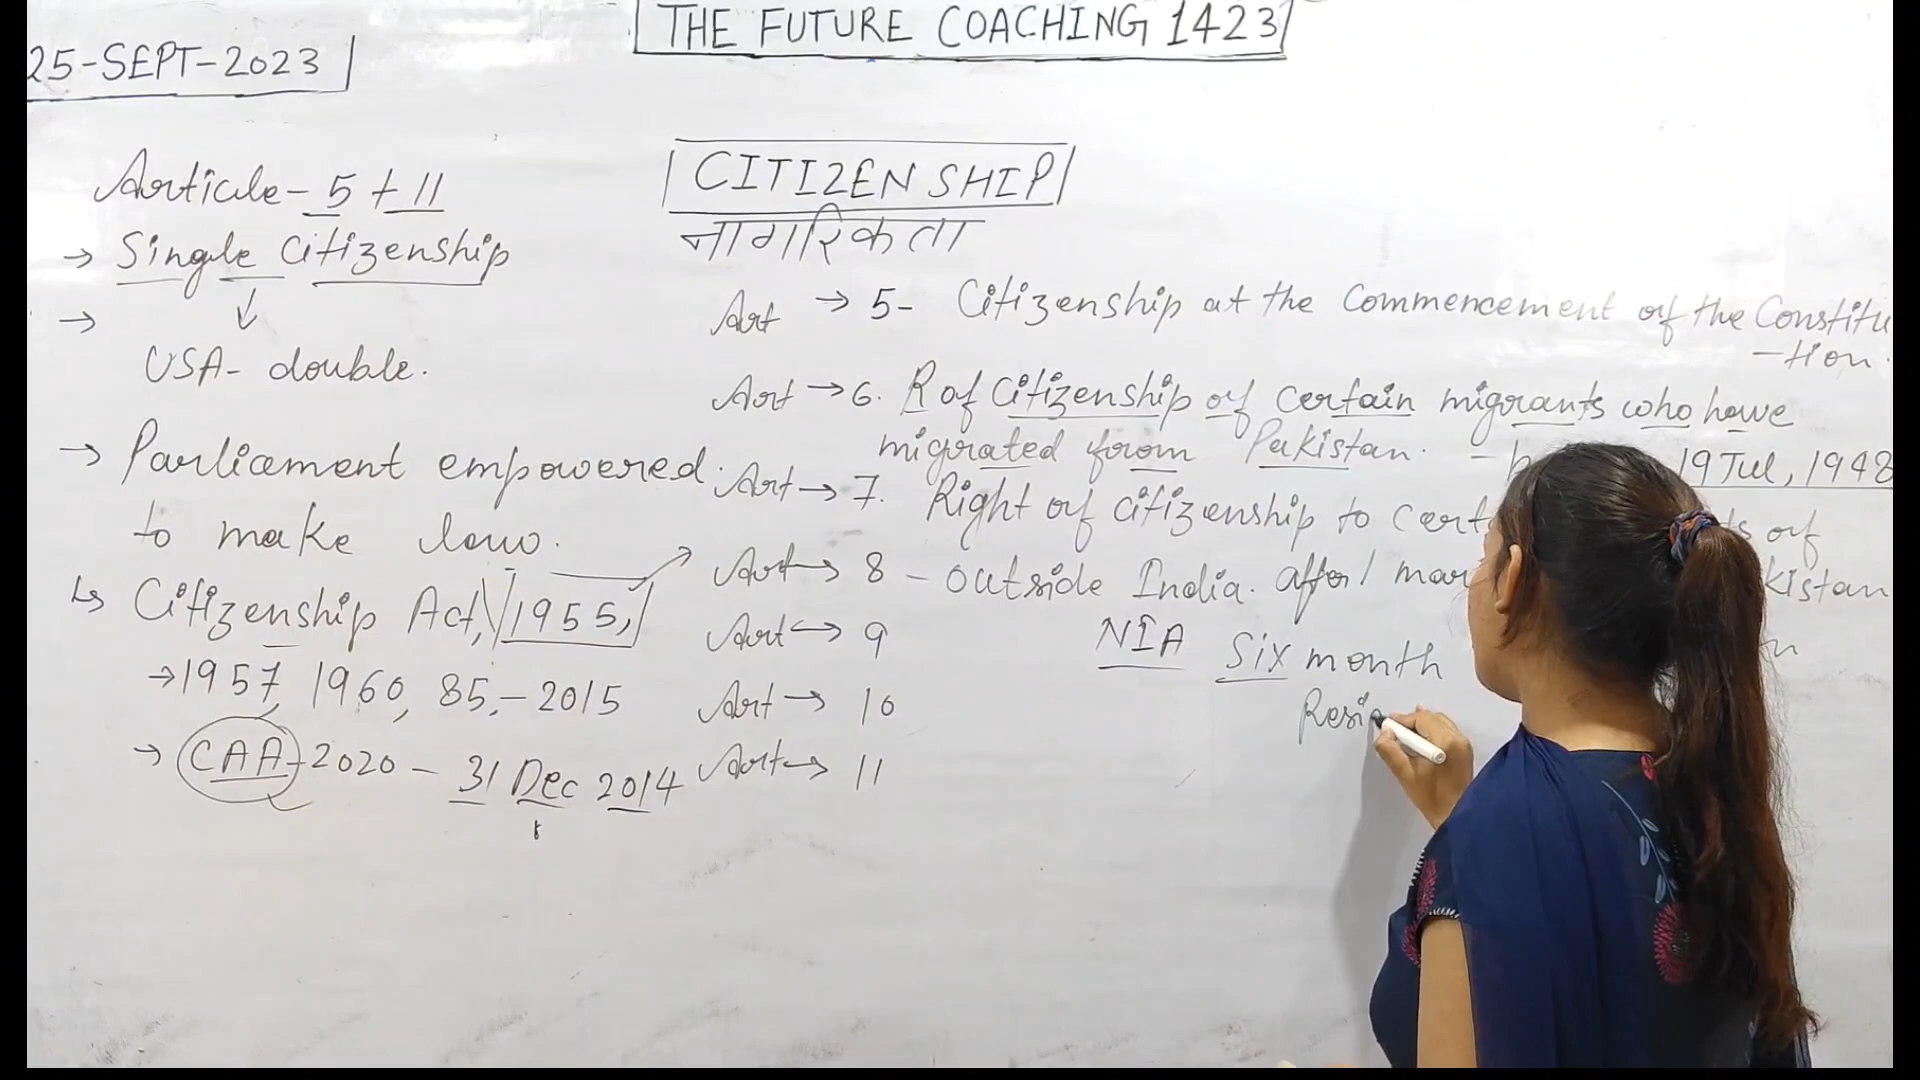 THE FUTURE COACHING 1423
25-SEPT-2023
CITIZENSHIP
नागरिकता
Article- 5 + 11
→ Single Citizenship
→ ↓
USA- double.
→ Parliament empowered
to make law.
↳ Citizenship Act, 1955,
→ 1957, 1960, 85,- 2015
→ CAA-2020 - 31 Dec 2014
Art → 5- Citizenship at the Commencement of the Constitu
-tion.
Art → 6. R of Citizenship of certain migrants who have
migrated from Pakistan. - 19 Jul, 1948
Art → 7. Right of citizenship to of
Art → 8 - outside India. after 1 kistan
Art → 9
NIA Six month
Art → 10
Resi
Art → 11